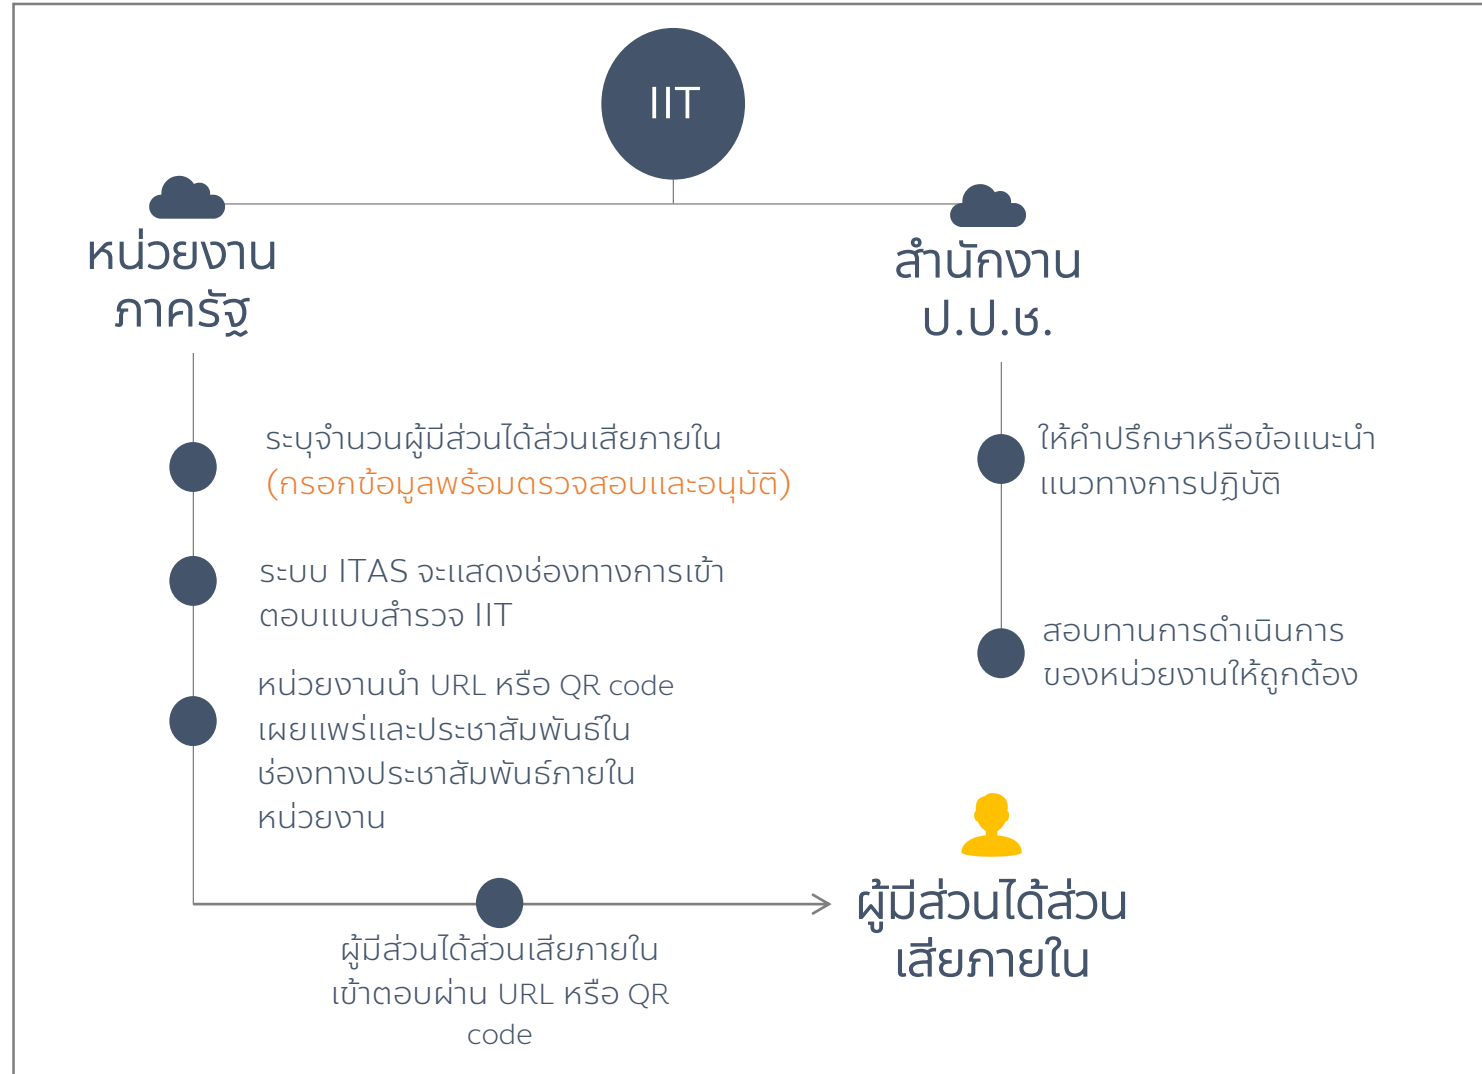 IIT
หน่วยงาน
ภาครัฐ
ระบุจำนวนผู้มีส่วนได้ส่วนเสียภายใน
(กรอกข้อมูลพร้อมตรวจสอบและอนุมัติ)
ระบบ ITAS จะแสดงช่องทางการเข้า
ตอบแบบสำรวจ IIT
หน่วยงานนำ URL หรือ QR code
เผยแพร่และประชาสัมพันธ์ใน
ช่องทางประชาสัมพันธ์ภายใน
หน่วยงาน
ผู้มีส่วนได้ส่วนเสียภายใน
เข้าตอบผ่าน URL หรือ QR
code
สำนักงาน
ป.ป.ช.
ให้คำปรึกษาหรือข้อแนะนำ
แนวทางการปฏิบัติ
สอบทานการดำเนินการ
ของหน่วยงานให้ถูกต้อง
ผู้มีส่วนได้ส่วน
เสียภายใน